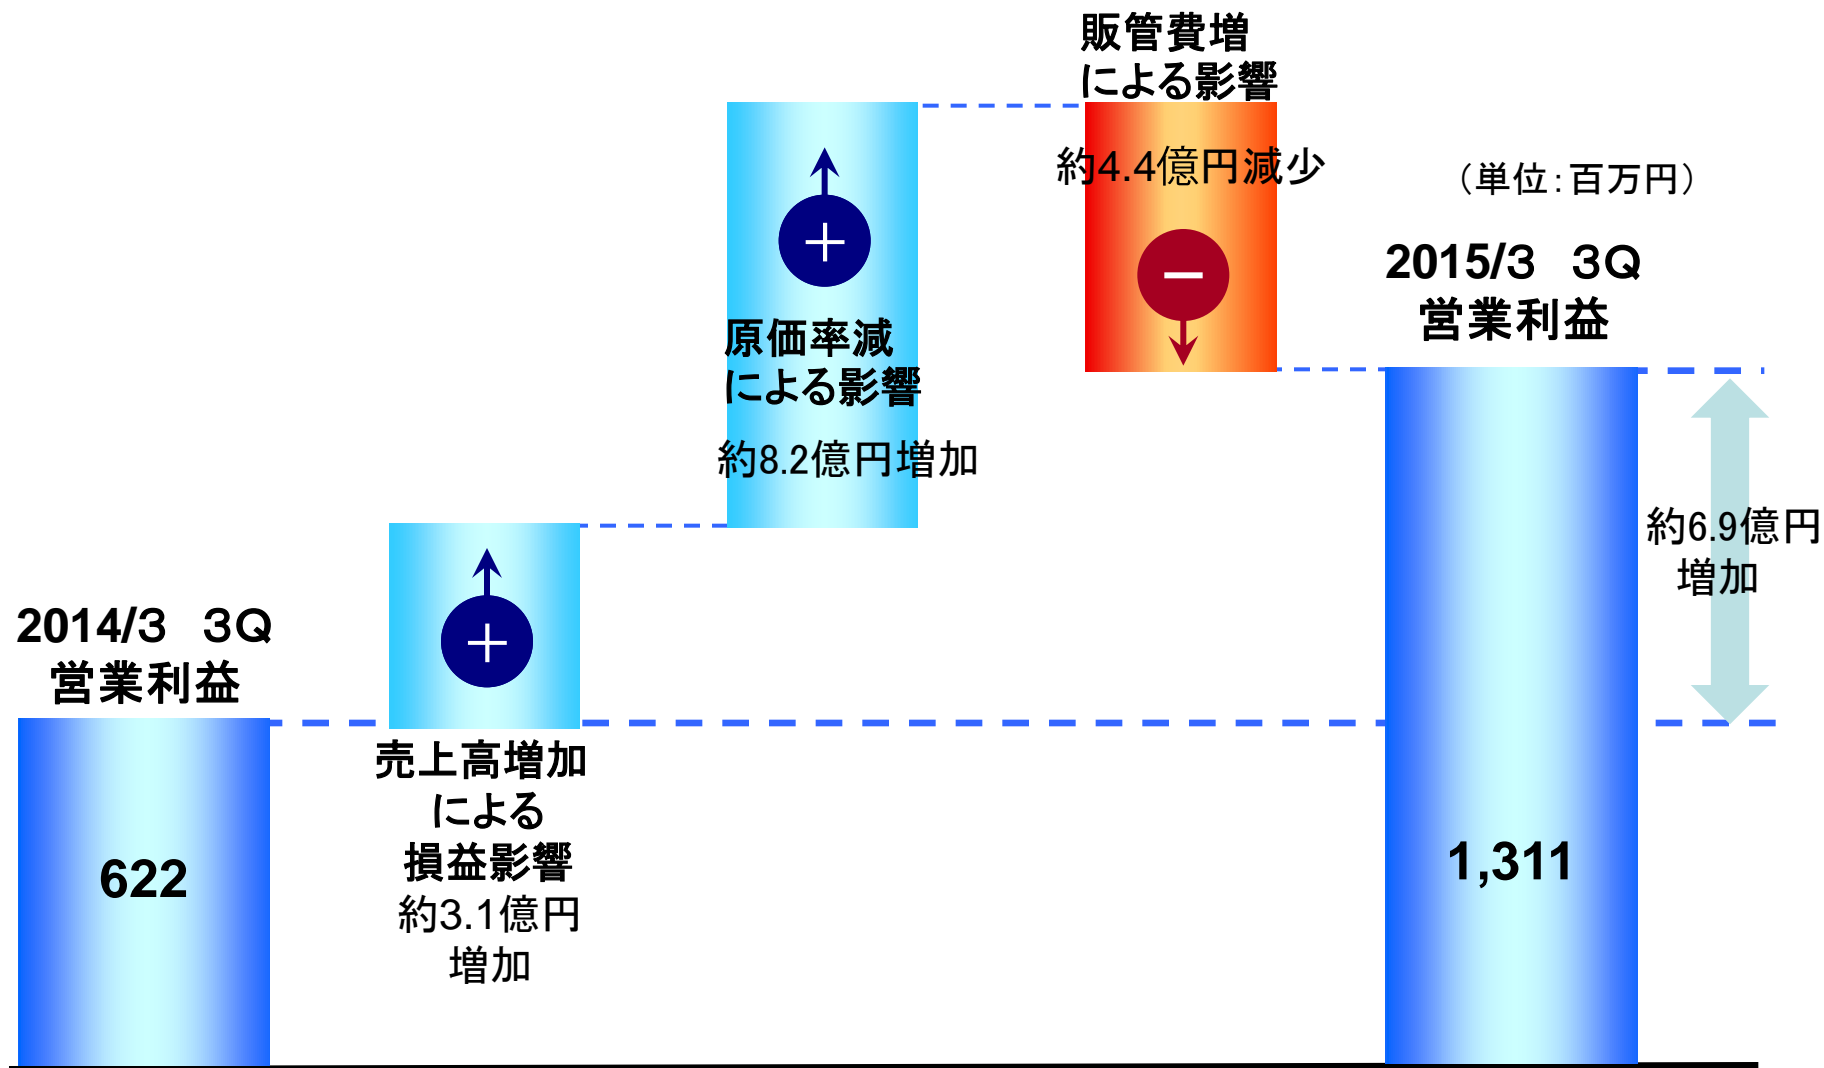 販管費増
による影響
約4.4億円減少
（単位：百万円）
2015/３　３Q
営業利益
原価率減
による影響
約8.2億円増加
約6.9億円
増加
2014/３　３Q
営業利益
売上高増加
による
損益影響
約3.1億円
増加
622
1,311